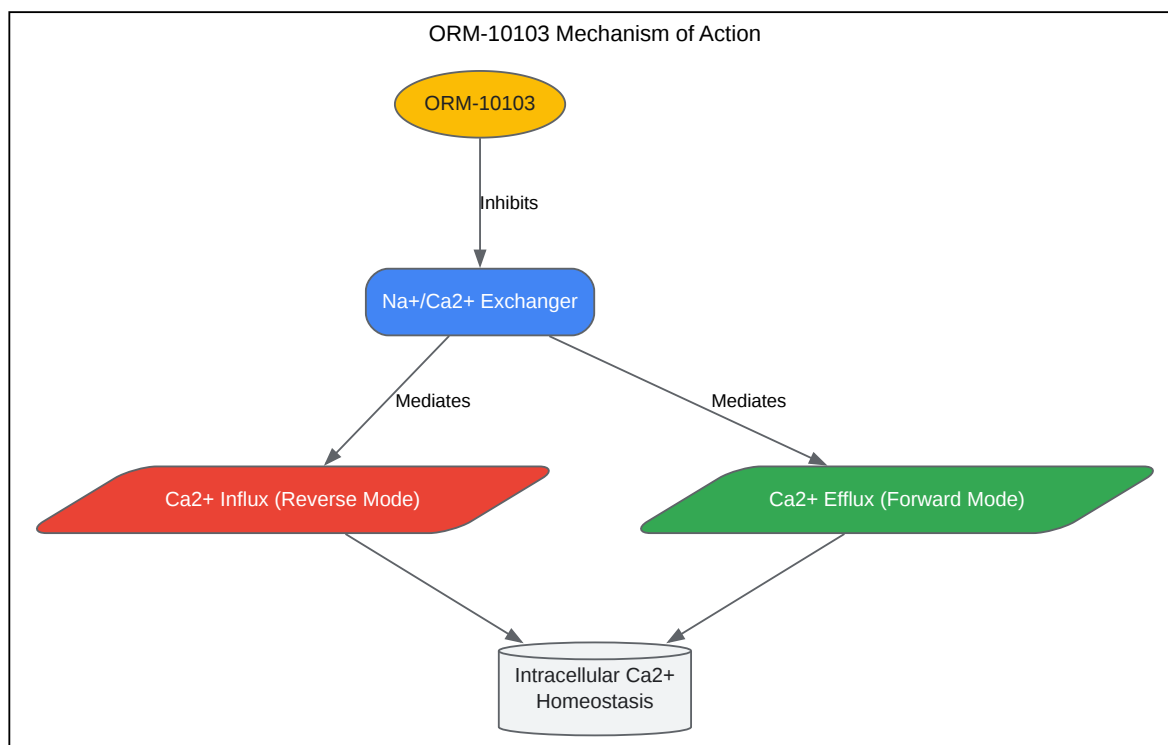 ORM-10103 Mechanism of Action
ORM-10103
Inhibits
Na+/Ca2+ Exchanger
Mediates
Mediates
Ca2+ Influx (Reverse Mode)
Ca2+ Efflux (Forward Mode)
Intracellular Ca2+
Homeostasis